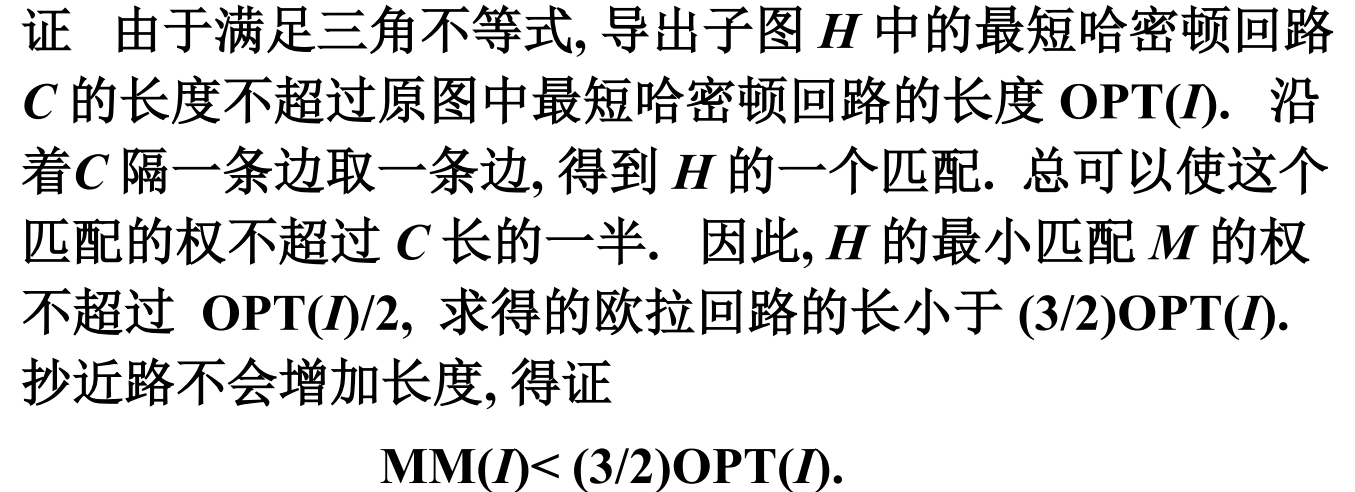 证 由于满足三角不等式, 导出子图 H 中的最短哈密顿回路
C 的长度不超过原图中最短哈密顿回路的长度 OPT(I). 沿
着C 隔一条边取一条边, 得到 H 的一个匹配. 总可以使这个
匹配的权不超过 C 长的一半. 因此, H 的最小匹配 M 的权
不超过 OPT(I)/2, 求得的欧拉回路的长小于 (3/2)OPT(I).
抄近路不会增加长度, 得证
MM(I)< (3/2)OPT(I).